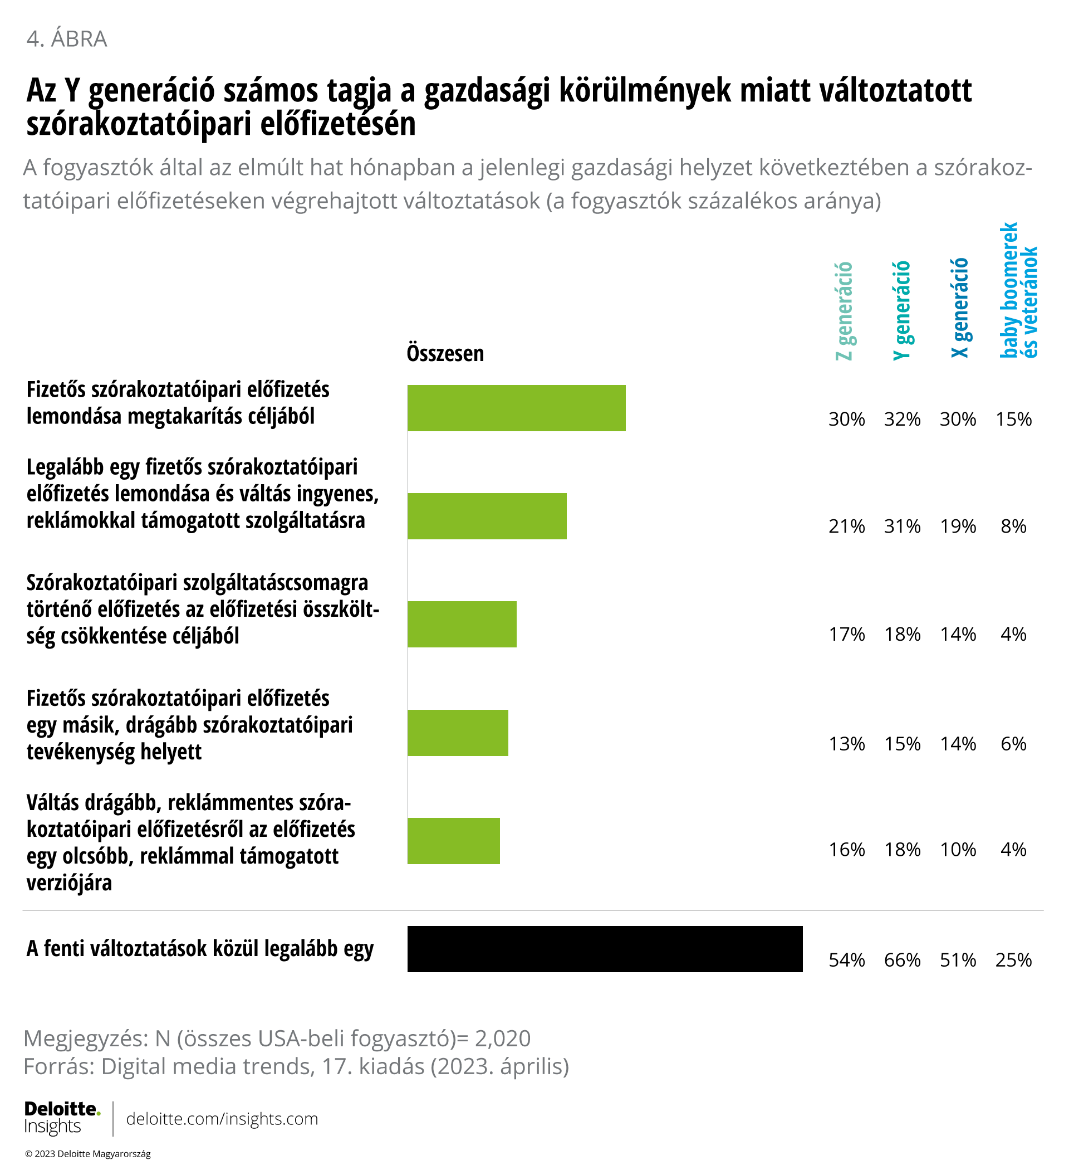 4. ÁBRA
Az Y generáció számos tagja a gazdasági körülmények miatt változtatott
szórakoztatóipari előfizetésén
A fogyasztók által az elmúlt hat hónapban a jelenlegi gazdasági helyzet következtében a szórakoz-
tatóipari előfizetéseken végrehajtott változtatások (a fogyasztók százalékos aránya)
Összesen
Z generáció
Y generáció
X generáció
baby boomerek
és veteránok
Fizetős szórakoztatóipari előfizetés
lemondása megtakarítás céljából
30% 32% 30% 15%
Legalább egy fizetős szórakoztatóipari
előfizetés lemondása és váltás ingyenes,
reklámokkal támogatott szolgáltatásra
21% 31% 19% 8%
Szórakoztatóipari szolgáltatáscsomagra
történő előfizetés az előfizetési összkölt-
ség csökkentése céljából
17% 18% 14% 4%
Fizetős szórakoztatóipari előfizetés
egy másik, drágább szórakoztatóipari
tevékenység helyett
13% 15% 14% 6%
Váltás drágább, reklámmentes szóra-
koztatóipari előfizetésről az előfizetés
egy olcsóbb, reklámmal támogatott
verziójára
16% 18% 10% 4%
A fenti változtatások közül legalább egy
54% 66% 51% 25%
Megjegyzés: N (összes USA-beli fogyasztó)= 2,020
Forrás: Digital media trends, 17. kiadás (2023. április)
Deloitte.
Insights
deloitte.com/insights.com
© 2023 Deloitte Magyarország